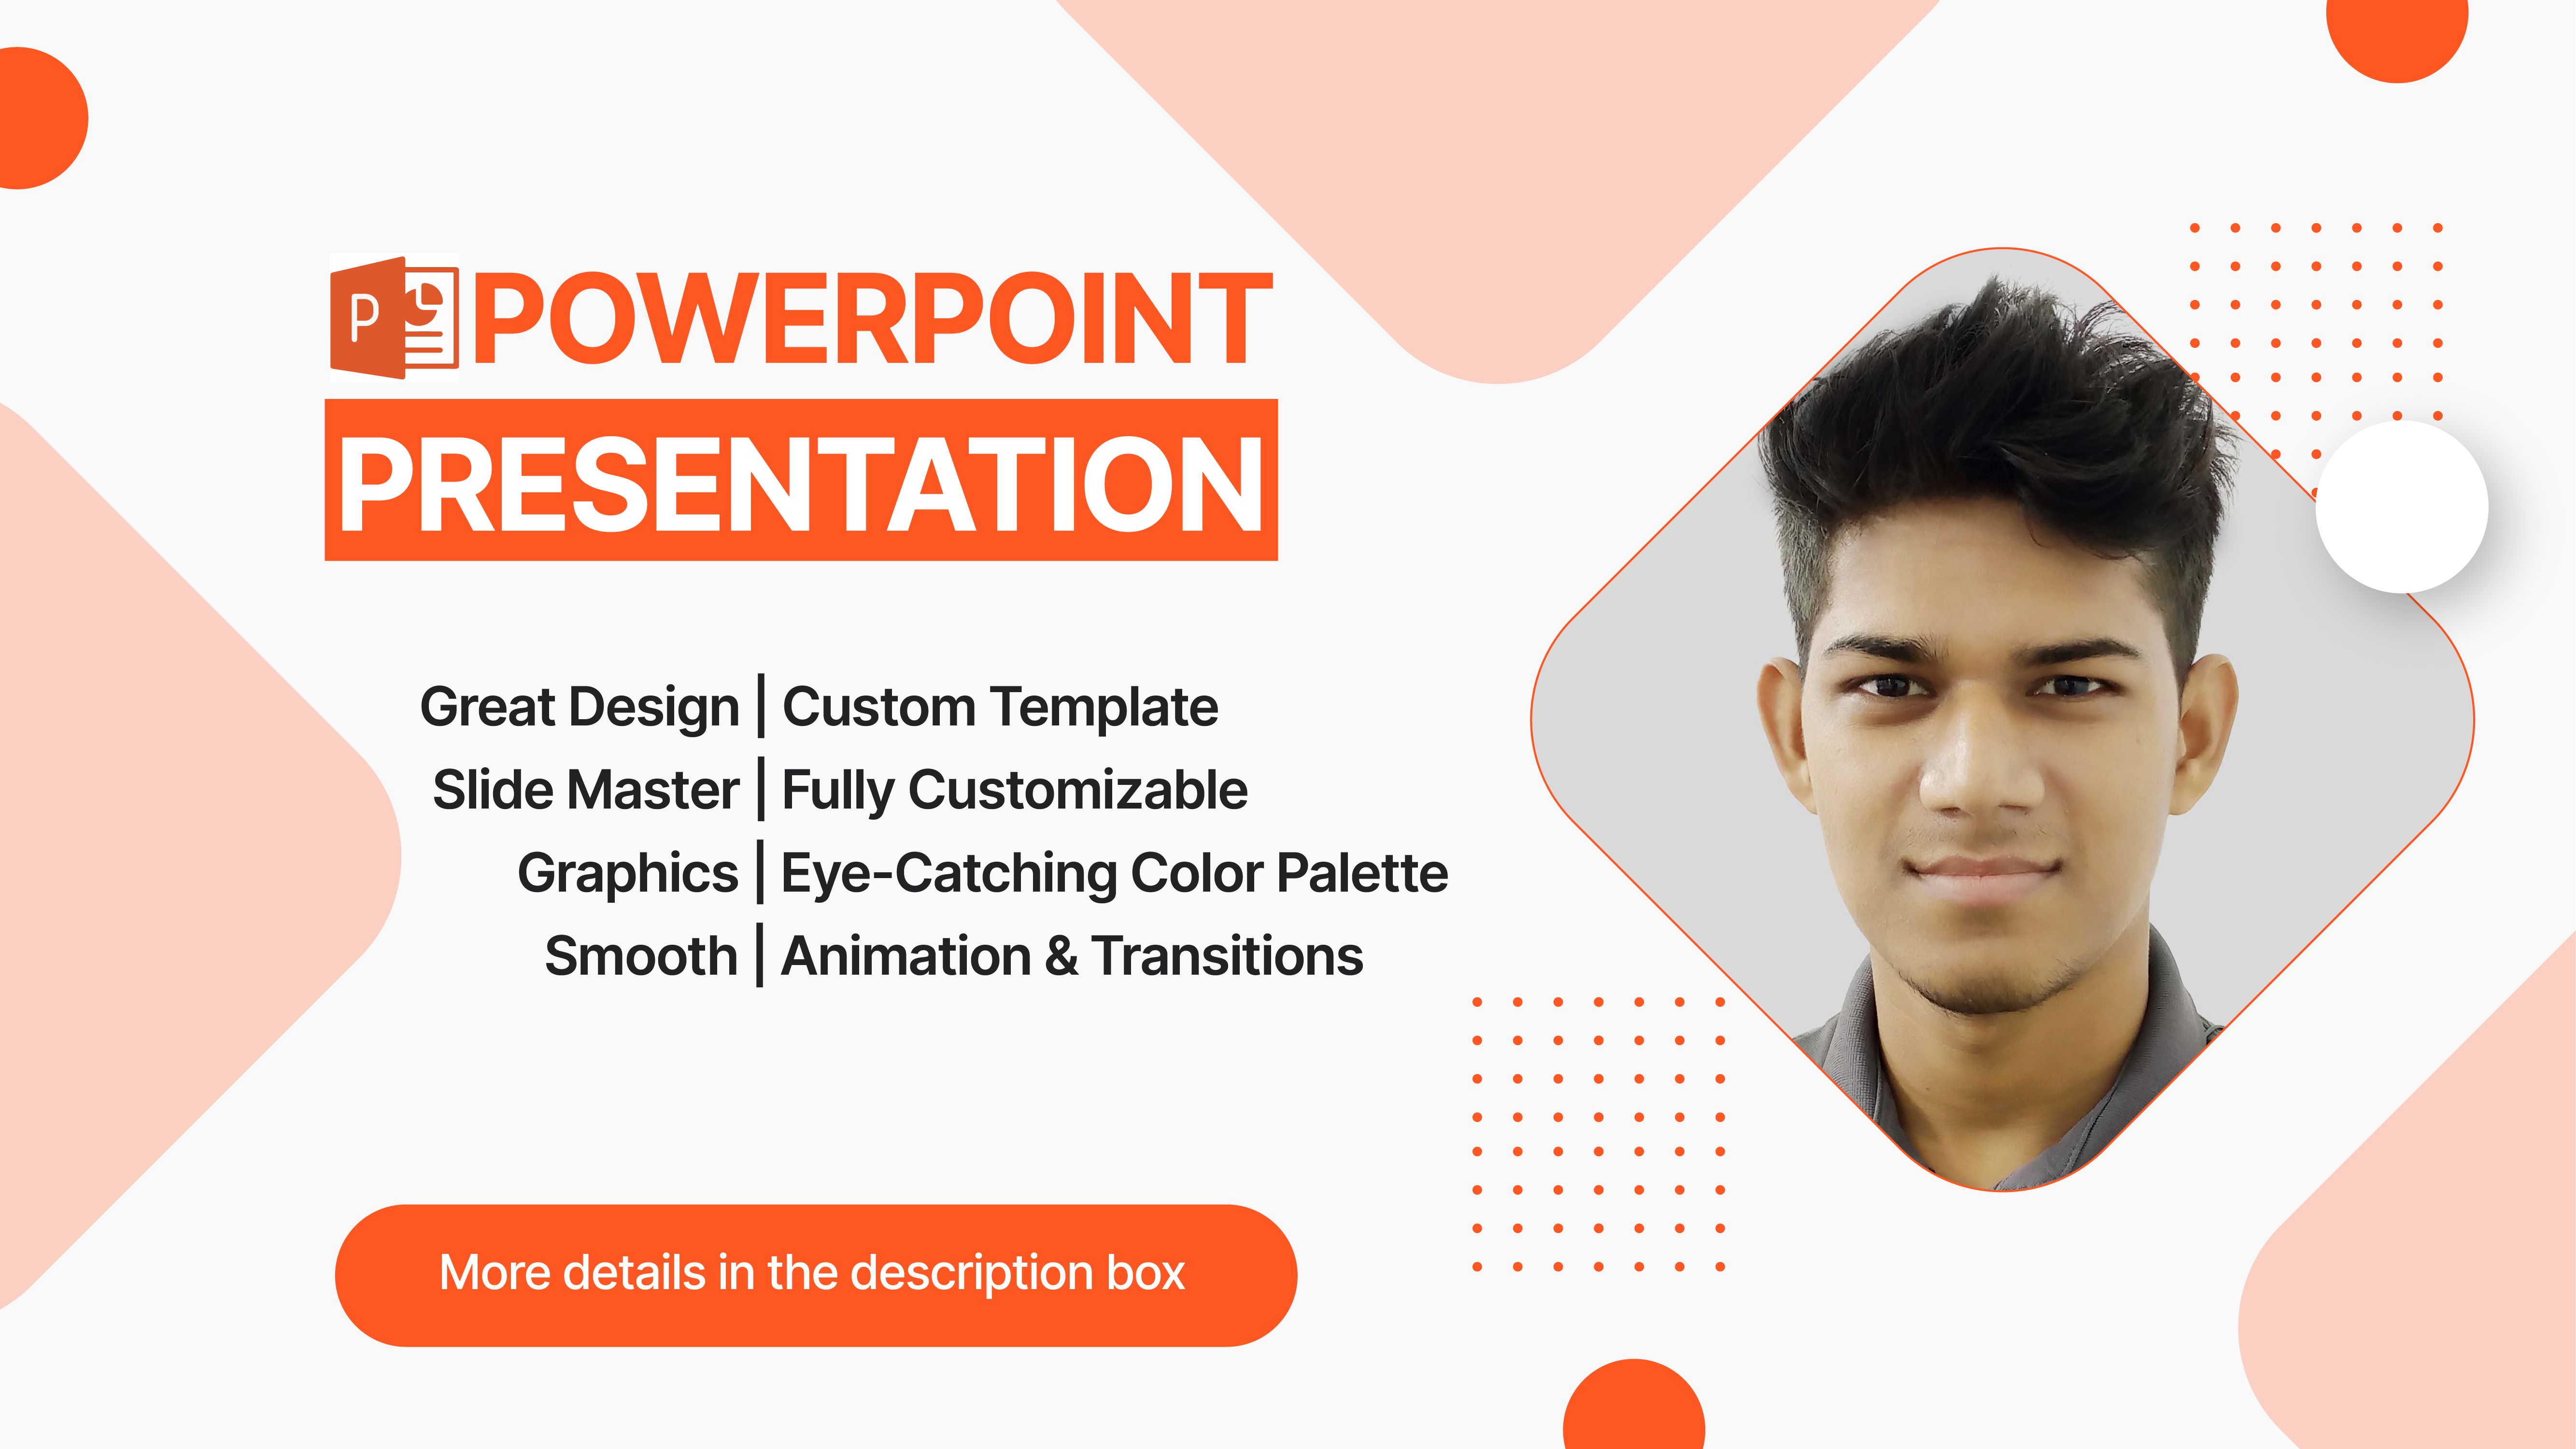 P POWERPOINT
PRESENTATION
Great Design | Custom Template
Slide Master | Fully Customizable
Graphics | Eye-Catching Color Palette
Smooth | Animation & Transitions
More details in the description box